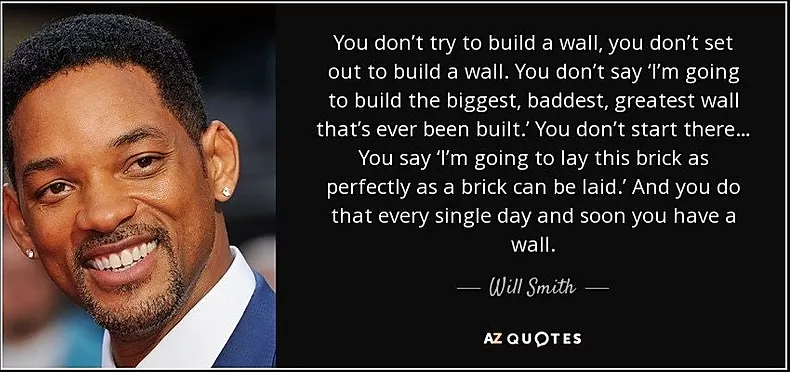 You don’t try to build a wall, you don’t set
out to build a wall. You don’t say ‘I’m going
to build the biggest, baddest, greatest wall
that’s ever been built.’ You don’t start there...
You say ‘I’m going to lay this brick as
perfectly as a brick can be laid.’ And you do
that every single day and soon you have a
wall.
Will Smith
AZ QUOTES